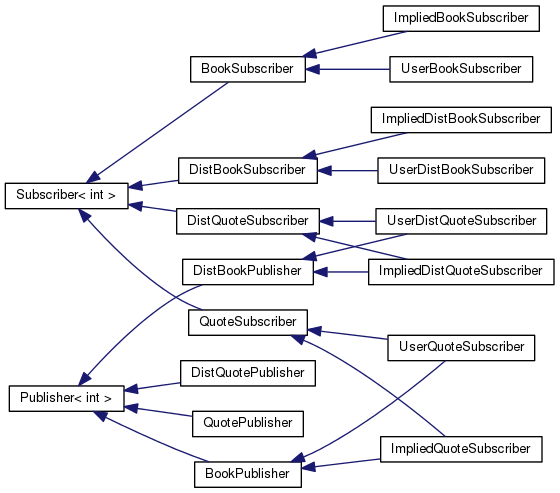 ImpliedBookSubscriber
BookSubscriber
UserBookSubscriber
ImpliedDistBookSubscriber
DistBookSubscriber
UserDistBookSubscriber
Subscriber< int >
DistQuoteSubscriber
UserDistQuoteSubscriber
DistBookPublisher
ImpliedDistQuoteSubscriber
QuoteSubscriber
UserQuoteSubscriber
DistQuotePublisher
Publisher< int >
QuotePublisher
ImpliedQuoteSubscriber
BookPublisher